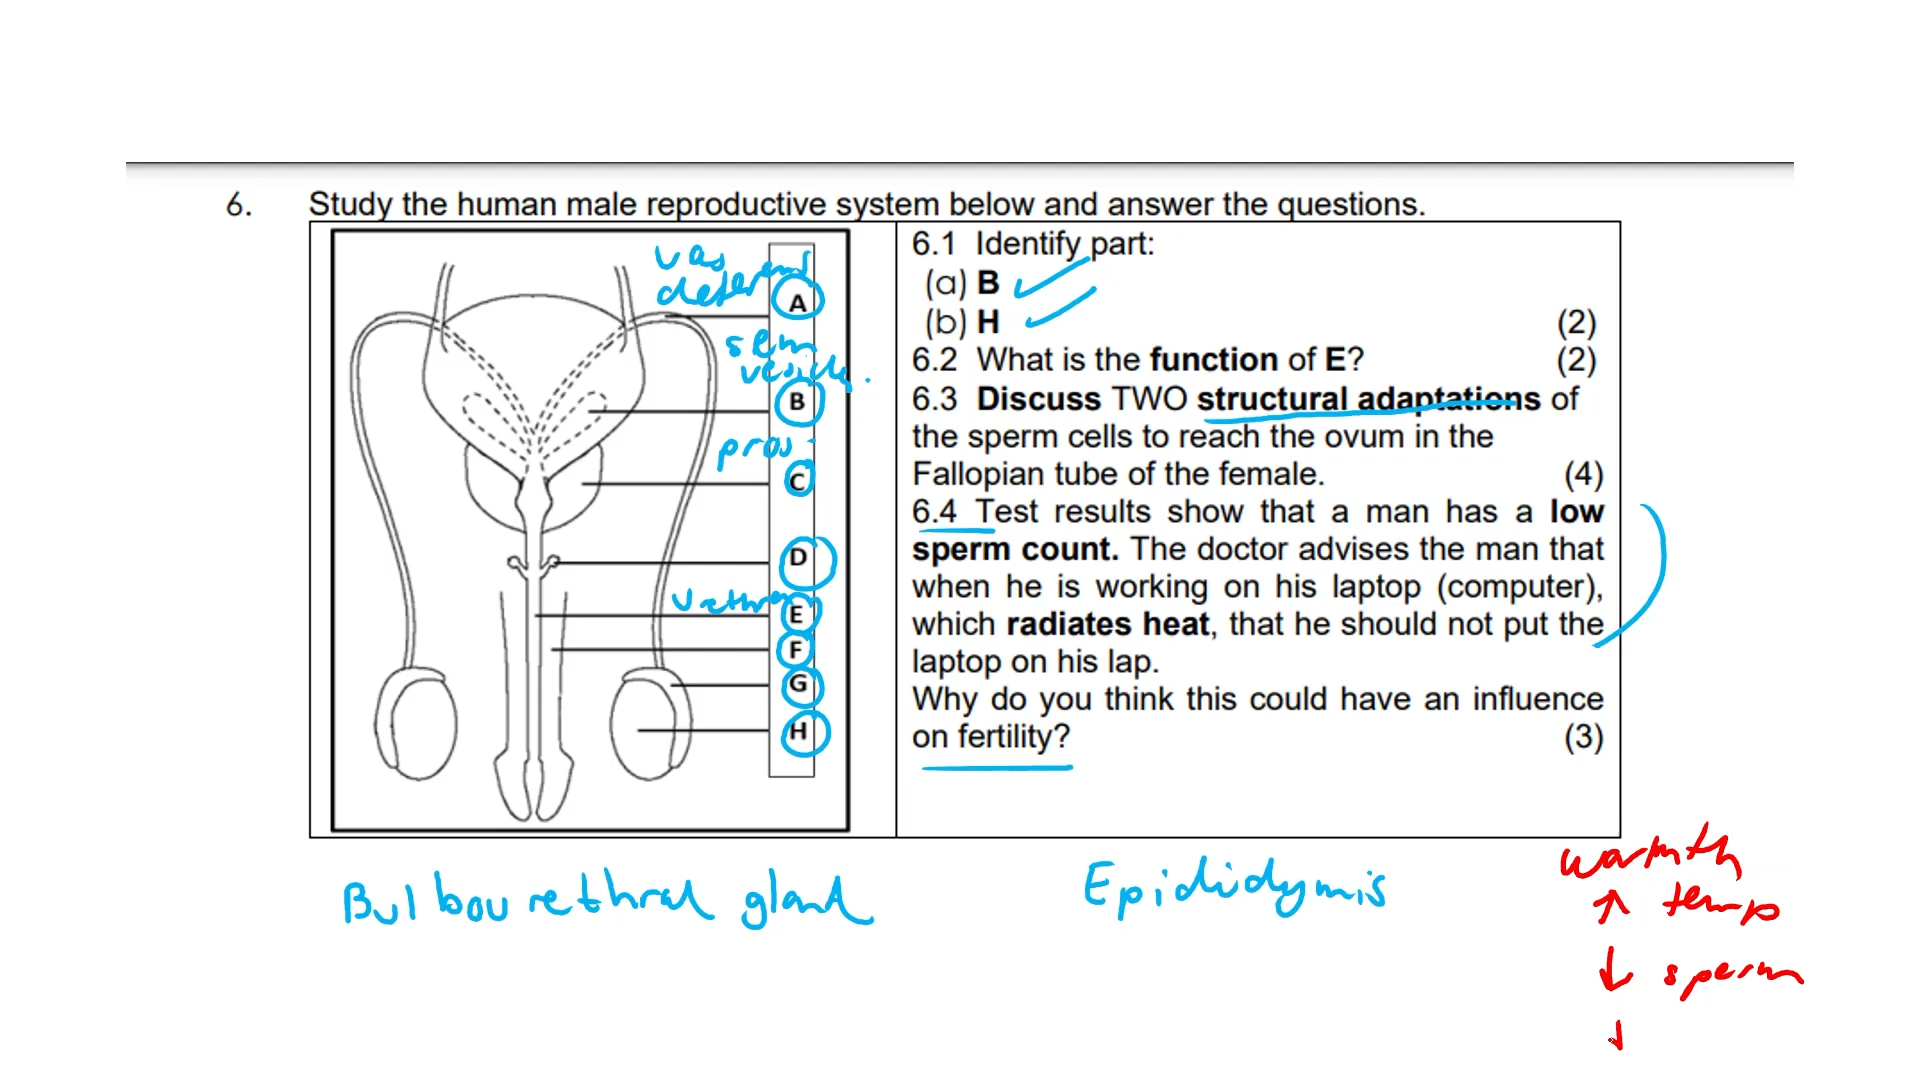 6. Study the human male reproductive system below and answer the questions.
vas
deferens
A
sem
vesicle.
B
pros
C
D
urethra
E
F
G
H
6.1 Identify part:
(a) B
(b) H (2)
6.2 What is the function of E? (2)
6.3 Discuss TWO structural adaptations of
the sperm cells to reach the ovum in the
Fallopian tube of the female. (4)
6.4 Test results show that a man has a low
sperm count. The doctor advises the man that
when he is working on his laptop (computer),
which radiates heat, that he should not put the
laptop on his lap.
Why do you think this could have an influence
on fertility? (3)
Bulbourethral gland
Epididymis
warmth
↑ temp
↓ sperm
↓